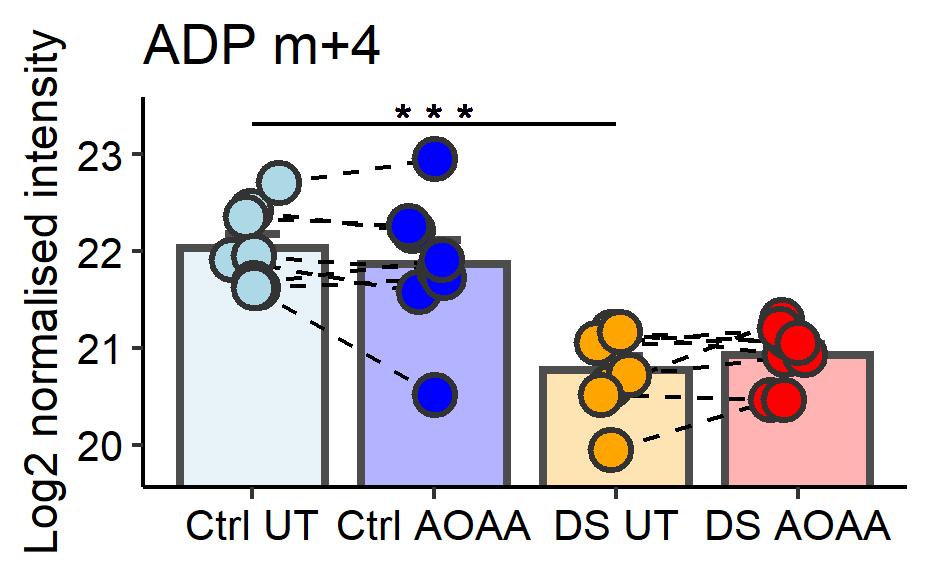 ADP m+4
Log2 normalised intensity
* * *
23
22
21
20
Ctrl UT
Ctrl AOAA
DS UT
DS AOAA